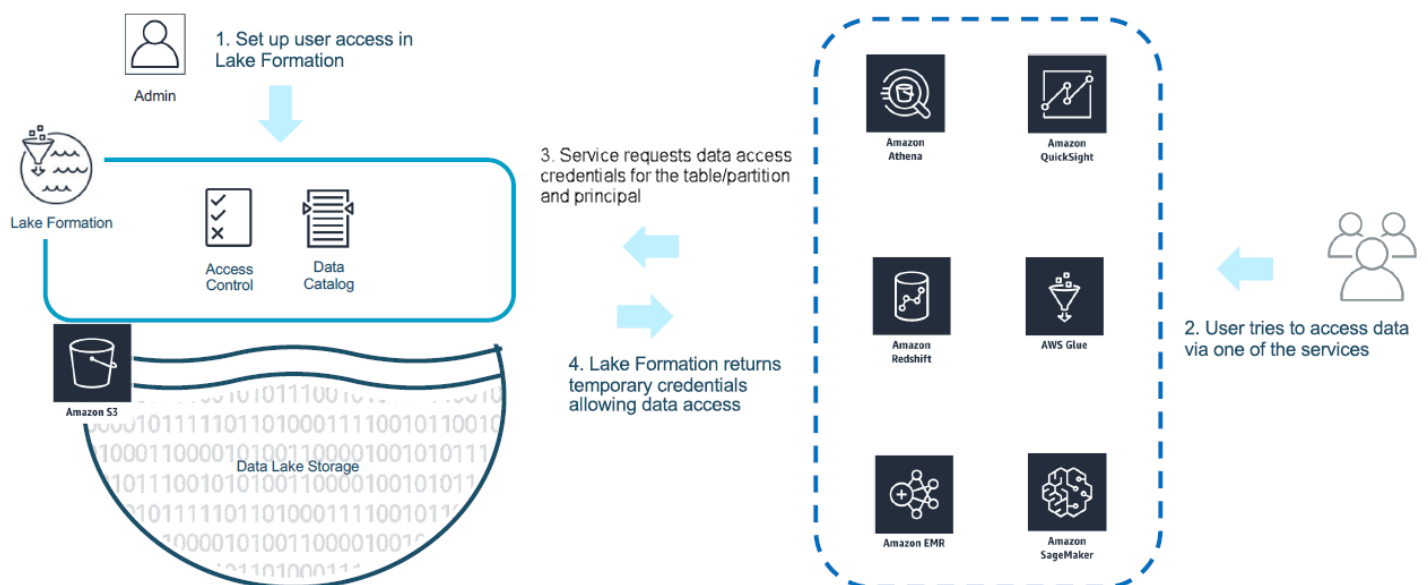 1. Set up user access in
Lake Formation
Admin
Lake Formation
Access
Control
Data
Catalog
Amazon S3
Data Lake Storage
3. Service requests data access
credentials for the table/partition
and principal
4. Lake Formation returns
temporary credentials
allowing data access
Amazon
Athena
Amazon
QuickSight
Amazon
Redshift
AWS Glue
Amazon EMR
Amazon
SageMaker
2. User tries to access data
via one of the services